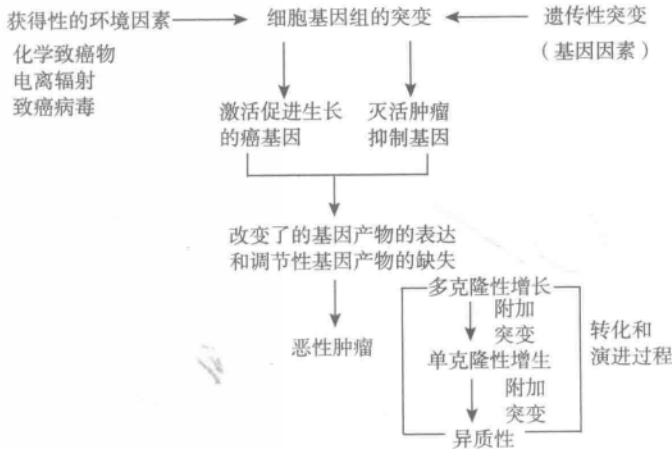 获得性的环境因素
细胞基因组的突变
遗传性突变
化学致癌物
(基因因素)
电离辐射
致癌病毒
激活促进生长
的癌基因
灭活肿瘤
抑制基因
改变了的基因产物的表达
和调节性基因产物的缺失
恶性肿瘤
多克隆性增长
附加
突变
单克隆性增生
附加
突变
异质性
转化和
演进过程